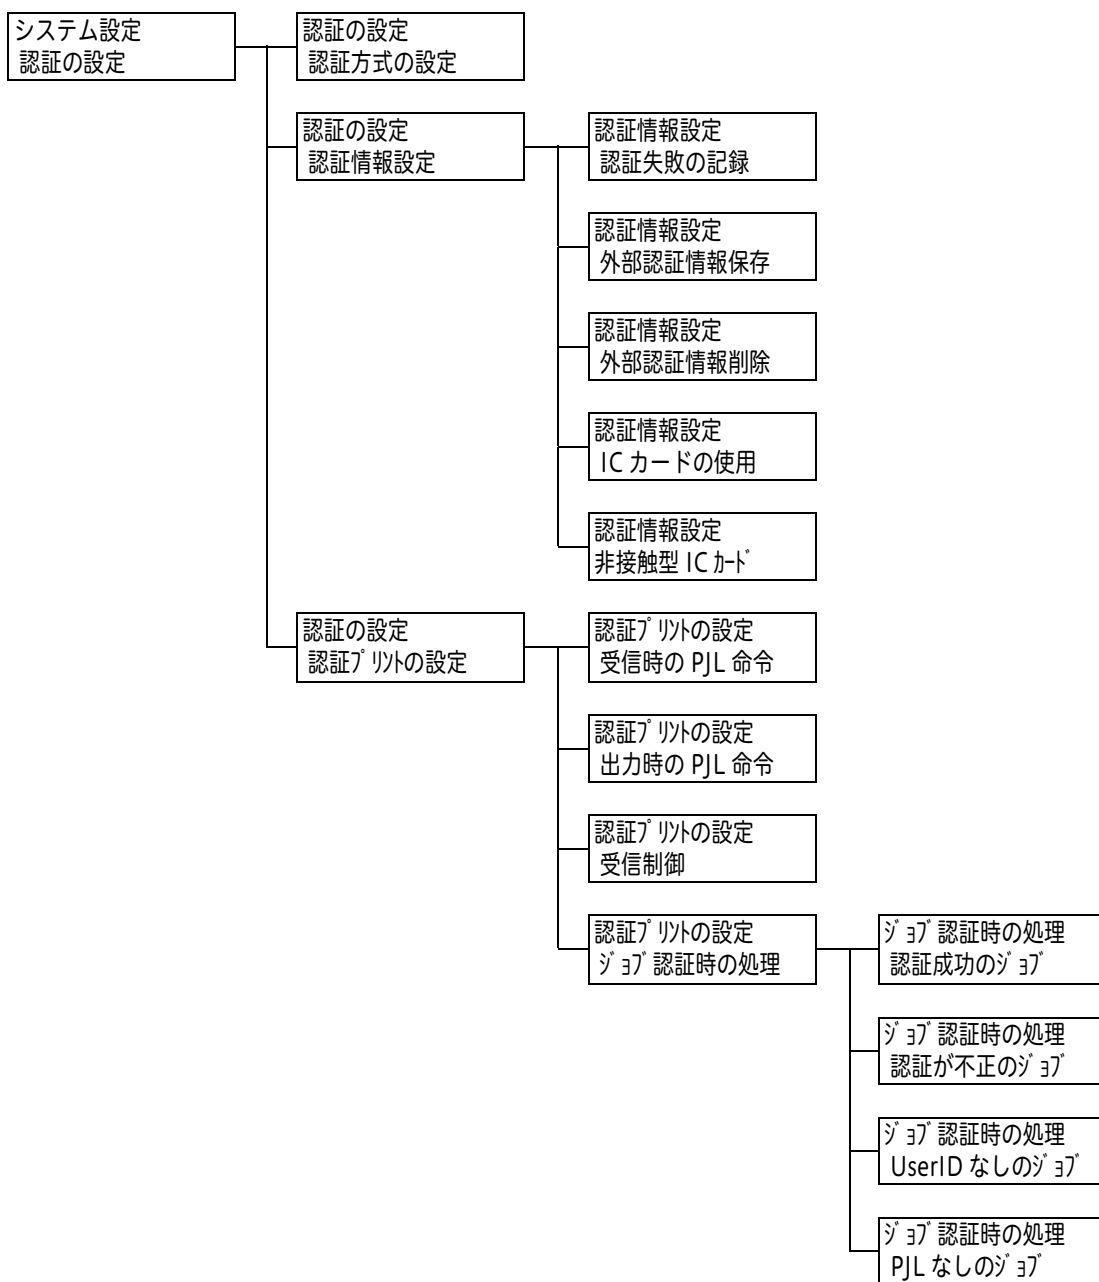 システム設定
認証の設定
認証の設定
認証方式の設定
認証の設定
認証情報設定
認証情報設定
認証失敗の記録
認証情報設定
外部認証情報保存
認証情報設定
外部認証情報削除
認証情報設定
IC カードの使用
認証情報設定
非接触型 IC ｶｰﾄﾞ
認証の設定
認証ﾌﾟﾘﾝﾄの設定
認証ﾌﾟﾘﾝﾄの設定
受信時の PJL 命令
認証ﾌﾟﾘﾝﾄの設定
出力時の PJL 命令
認証ﾌﾟﾘﾝﾄの設定
受信制御
認証ﾌﾟﾘﾝﾄの設定
ｼﾞｮﾌﾞ認証時の処理
ｼﾞｮﾌﾞ認証時の処理
認証成功のｼﾞｮﾌﾞ
ｼﾞｮﾌﾞ認証時の処理
認証が不正のｼﾞｮﾌﾞ
ｼﾞｮﾌﾞ認証時の処理
UserID なしのｼﾞｮﾌﾞ
ｼﾞｮﾌﾞ認証時の処理
PJL なしのｼﾞｮﾌﾞ